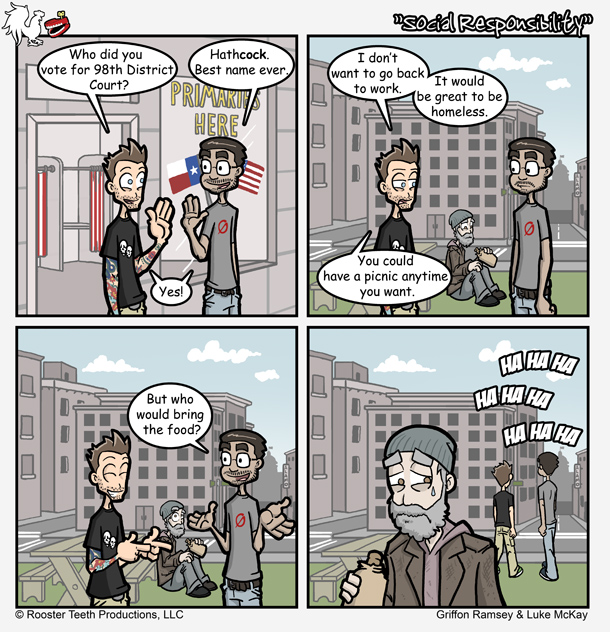 "Social Responsibility"
Who did you
vote for 98th District
Court?
Hathcock.
Best name ever.
PRIMARIES
HERE
Yes!
I don't
want to go back
to work.
It would
be great to be
homeless.
You could
have a picnic anytime
you want.
But who
would bring
the food?
HA HA HA
HA HA HA
HA HA HA
© Rooster Teeth Productions, LLC
Griffon Ramsey & Luke McKay